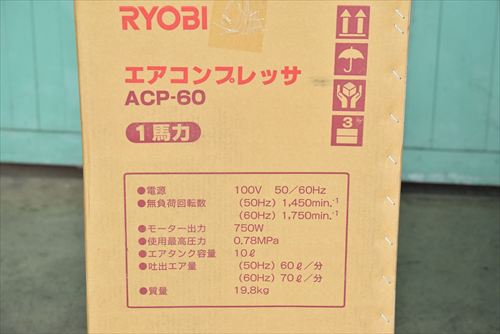 RYOBI
エアコンプレッサ
ACP-60
1馬力
3
●電源 100V 50/60Hz
●無負荷回転数 (50Hz) 1,450min.⁻¹
(60Hz) 1,750min.⁻¹
●モーター出力 750W
●使用最高圧力 0.78MPa
●エアタンク容量 10ℓ
●吐出エア量 (50Hz) 60ℓ/分
(60Hz) 70ℓ/分
●質量 19.8kg